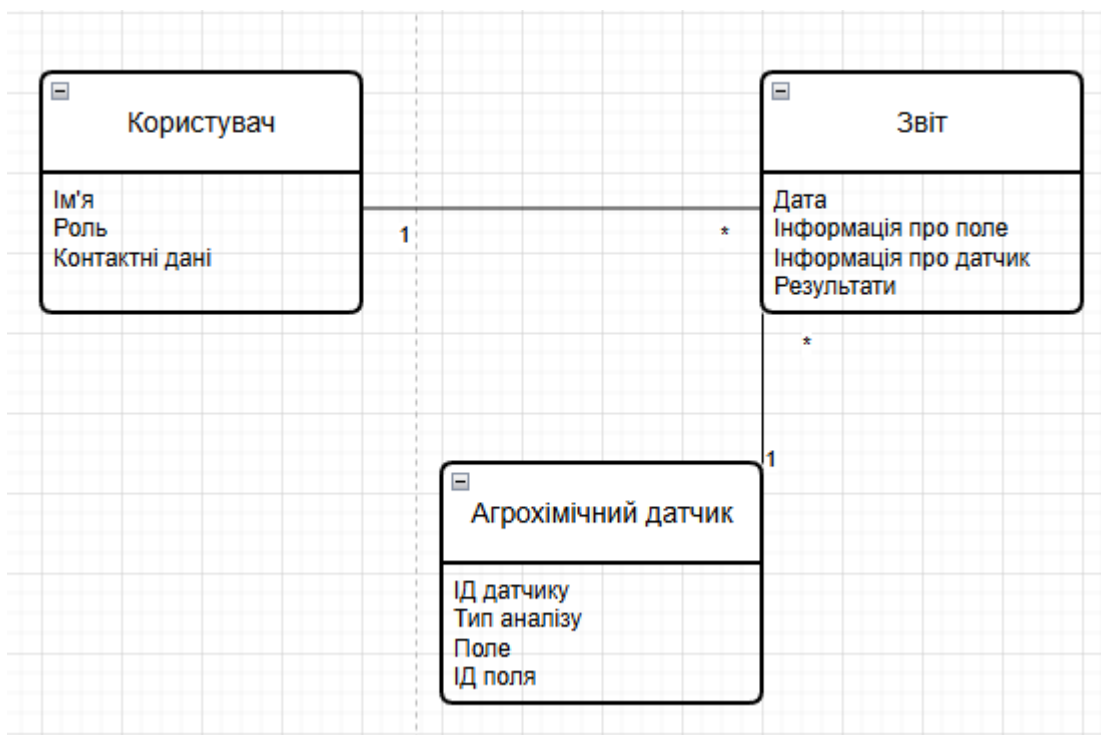 Користувач
Ім'я
Роль
Контактні дані
1
*
Звіт
Дата
Інформація про поле
Інформація про датчик
Результати
*
1
Агрохімічний датчик
ІД датчику
Тип аналізу
Поле
ІД поля